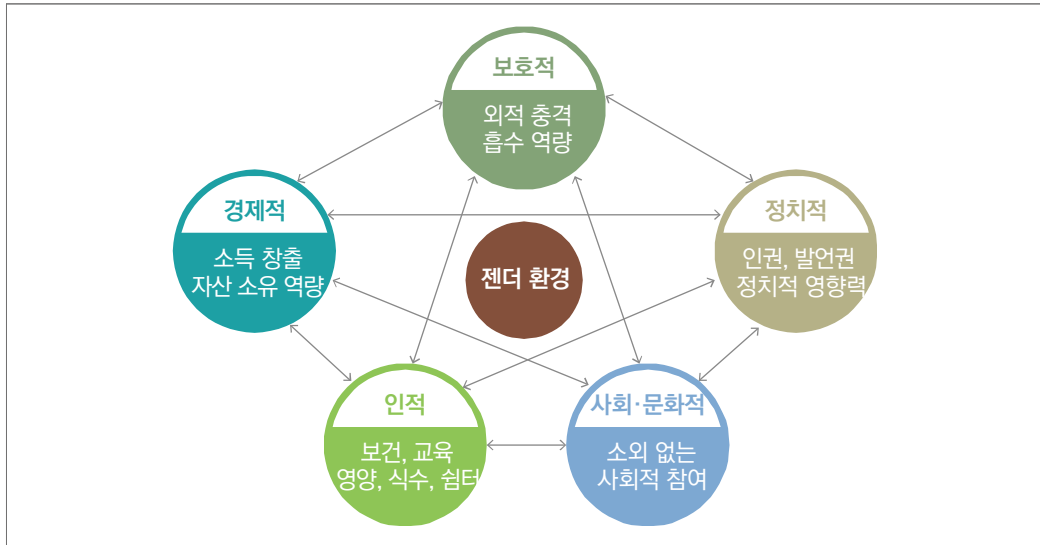 보호적
외적 충격
흡수 역량
경제적
소득 창출
자산 소유 역량
정치적
인권, 발언권
정치적 영향력
젠더 환경
인적
보건, 교육
영양, 식수, 쉼터
사회·문화적
소외 없는
사회적 참여